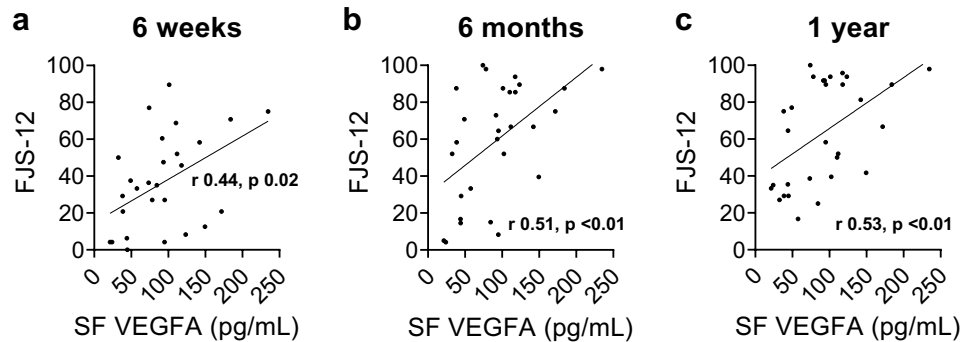 a 6 weeks
FJS-12
100
80
60
40
20
0
0 50 100 150 200 250
r 0.44, p 0.02
SF VEGFA (pg/mL)
b 6 months
FJS-12
100
80
60
40
20
0
0 50 100 150 200 250
r 0.51, p <0.01
SF VEGFA (pg/mL)
c 1 year
FJS-12
100
80
60
40
20
0
0 50 100 150 200 250
r 0.53, p <0.01
SF VEGFA (pg/mL)